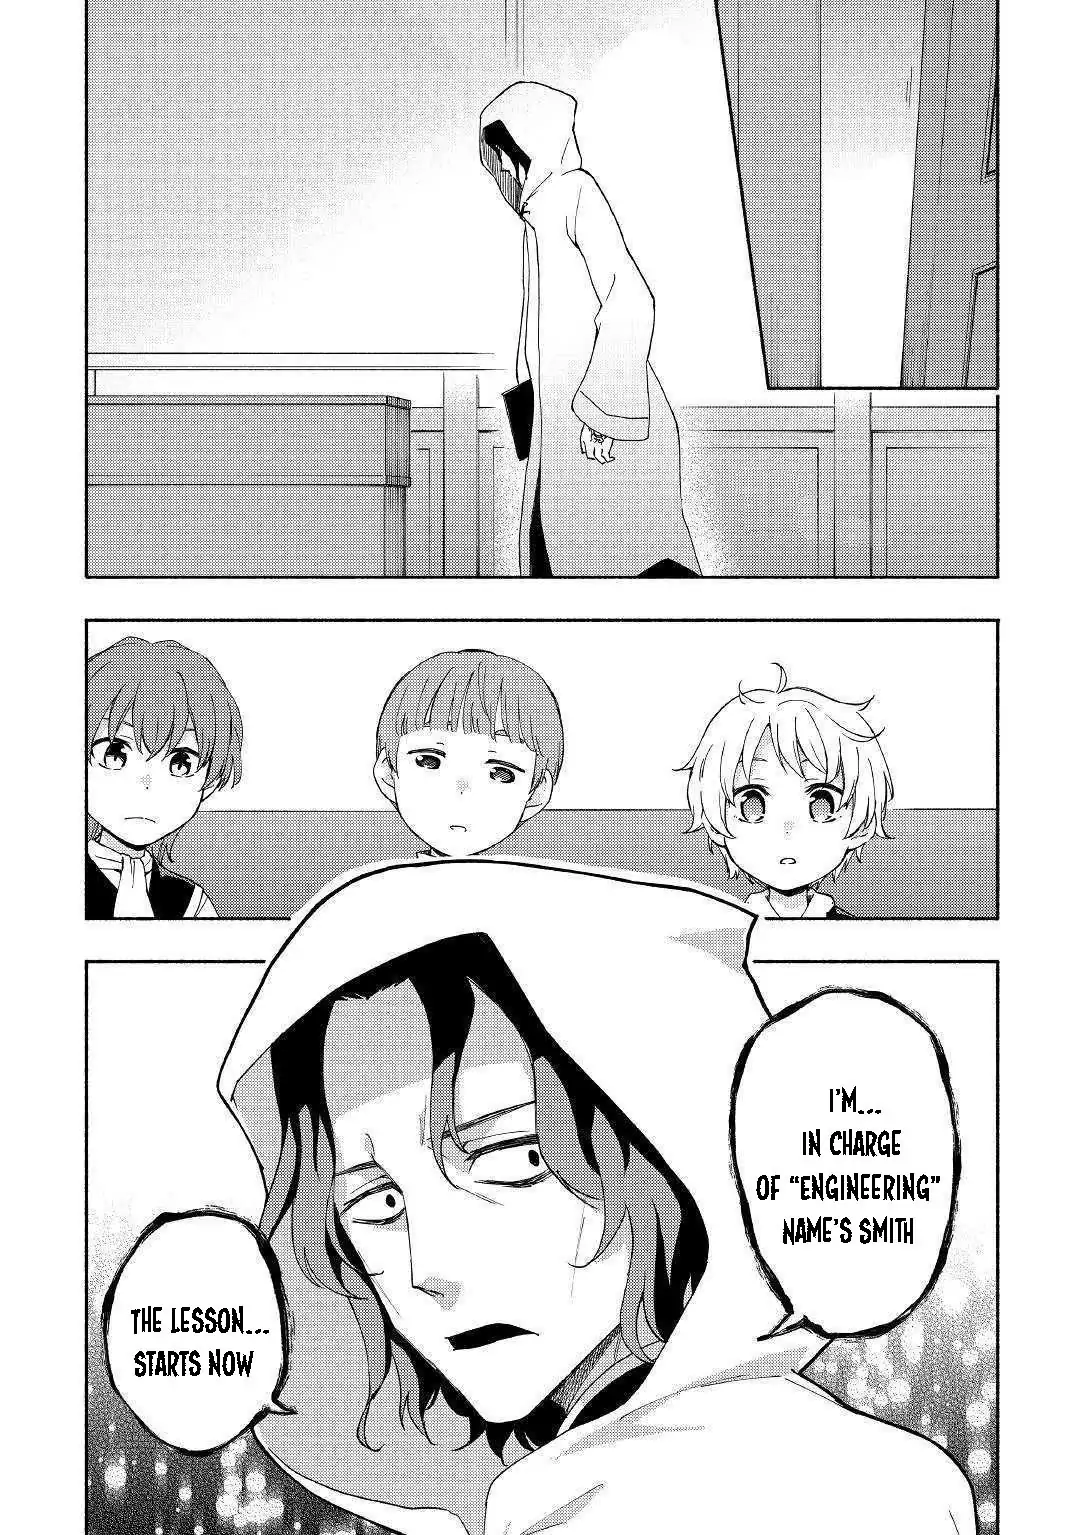 I'M...
IN CHARGE
OF "ENGINEERING"
NAME'S SMITH
THE LESSON...
STARTS NOW